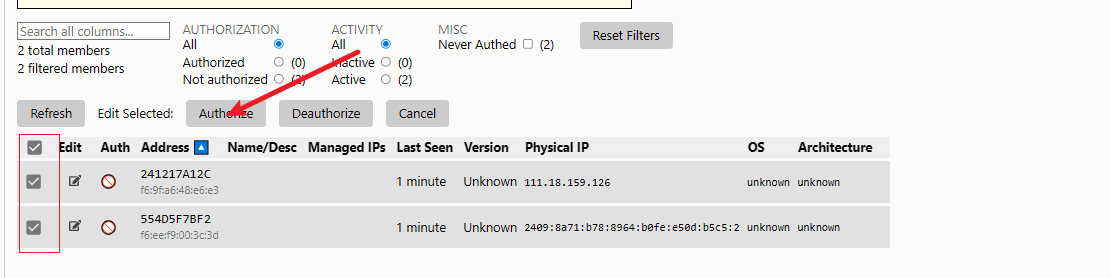 Search all columns...
2 total members
2 filtered members
AUTHORIZATION
All
Authorized (0)
Not authorized (2)
ACTIVITY
All
Inactive (0)
Active (2)
MISC
Never Authed (2)
Reset Filters
Refresh Edit Selected: Authorize Deauthorize Cancel
Edit Auth Address Name/Desc Managed IPs Last Seen Version Physical IP OS Architecture
241217A12C
f6:9f:a6:48:e6:e3
1 minute Unknown 111.18.159.126 unknown unknown
554D5F7BF2
f6:ee:f9:00:3c:3d
1 minute Unknown 2409:8a71:b78:8964:b0fe:e50d:b5c5:2 unknown unknown